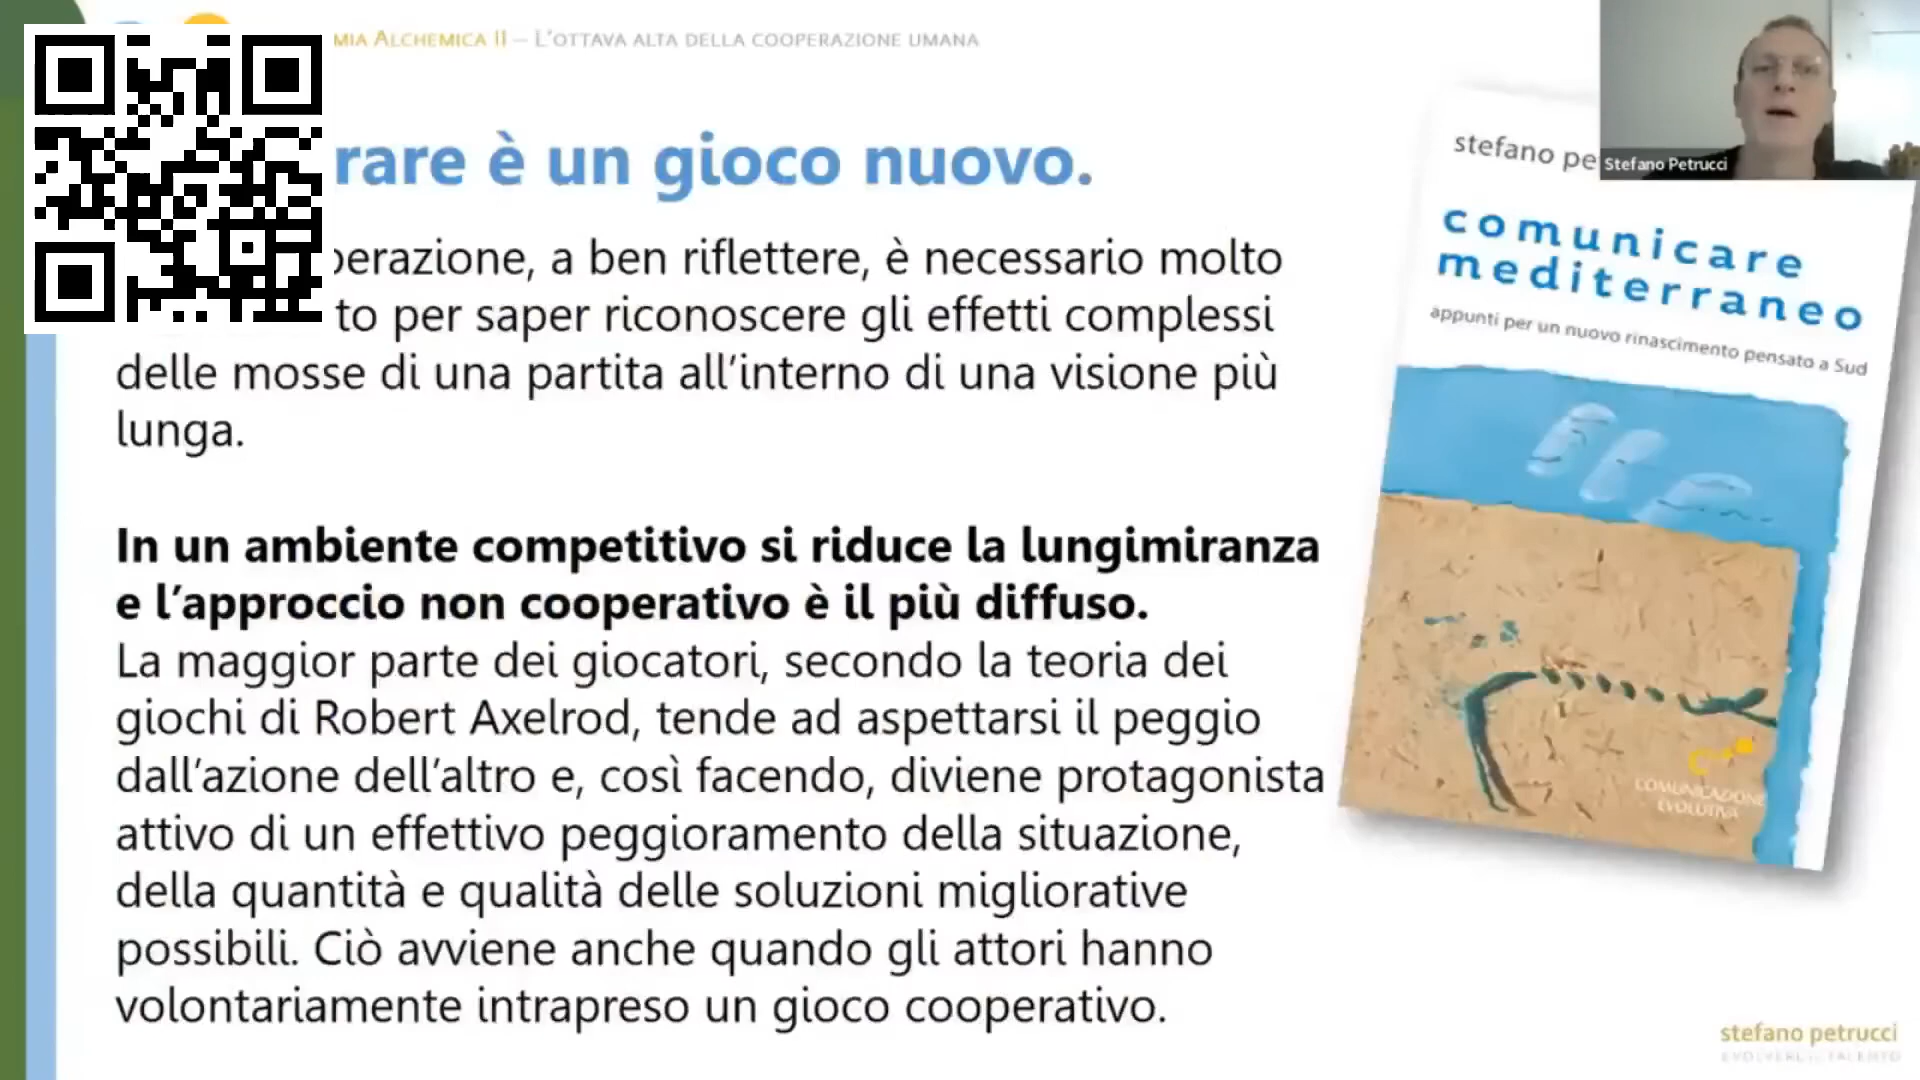 MIA ALCHEMICA II – L'OTTAVA ALTA DELLA COOPERAZIONE UMANA
rare è un gioco nuovo.
perazione, a ben riflettere, è necessario molto
to per saper riconoscere gli effetti complessi
delle mosse di una partita all'interno di una visione più
lunga.
In un ambiente competitivo si riduce la lungimiranza
e l'approccio non cooperativo è il più diffuso.
La maggior parte dei giocatori, secondo la teoria dei
giochi di Robert Axelrod, tende ad aspettarsi il peggio
dall'azione dell'altro e, così facendo, diviene protagonista
attivo di un effettivo peggioramento della situazione,
della quantità e qualità delle soluzioni migliorative
possibili. Ciò avviene anche quando gli attori hanno
volontariamente intrapreso un gioco cooperativo.
stefano pe
Stefano Petrucci
comunicare
mediterraneo
appunti per un nuovo rinascimento pensato a Sud
COMUNICAZIONE
EVOLUTIVA
stefano petrucci
EVOLVERE IL TALENTO